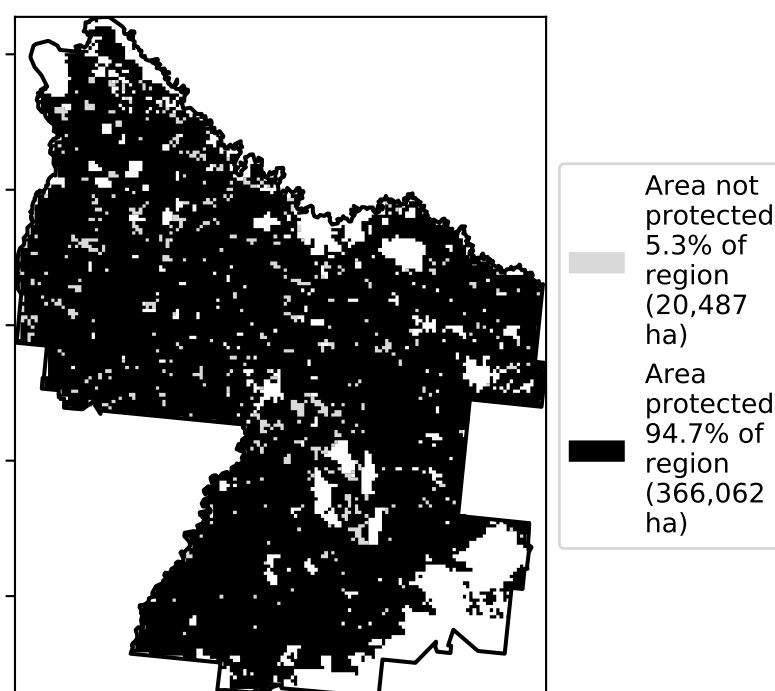 Area not
protected
5.3% of
region
(20,487
ha)
Area
protected
94.7% of
region
(366,062
ha)